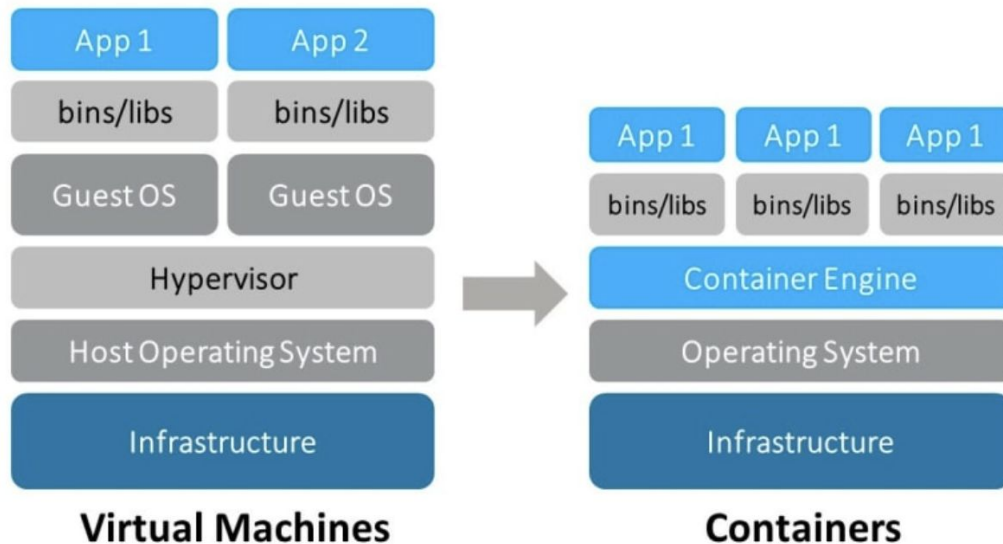 App 1
App 2
bins/libs
bins/libs
Guest OS
Guest OS
Hypervisor
Host Operating System
Infrastructure
Virtual Machines
App 1
App 1
App 1
bins/libs
bins/libs
bins/libs
Container Engine
Operating System
Infrastructure
Containers